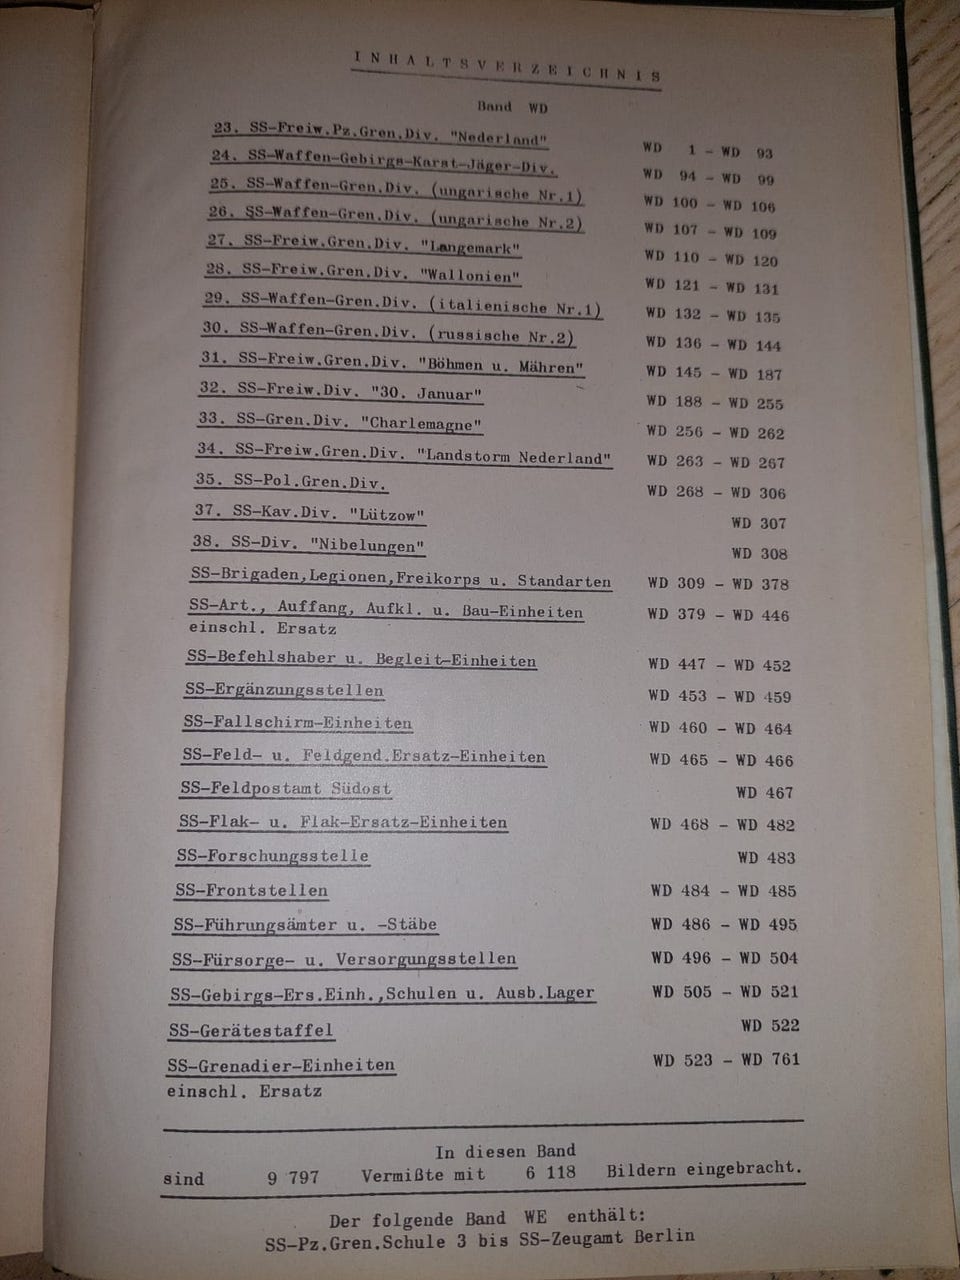 INHALTSVERZEICHNIS
Band WD
23. SS-Freiw.Pz.Gren.Div. "Nederland" WD 1 - WD 93
24. SS-Waffen-Gebirgs-Karst-Jäger-Div. WD 94 - WD 99
25. SS-Waffen-Gren.Div. (ungarische Nr.1) WD 100 - WD 106
26. SS-Waffen-Gren.Div. (ungarische Nr.2) WD 107 - WD 109
27. SS-Freiw.Gren.Div. "Langemark" WD 110 - WD 120
28. SS-Freiw.Gren.Div. "Wallonien" WD 121 - WD 131
29. SS-Waffen-Gren.Div. (italienische Nr.1) WD 132 - WD 135
30. SS-Waffen-Gren.Div. (russische Nr.2) WD 136 - WD 144
31. SS-Freiw.Gren.Div. "Böhmen u. Mähren" WD 145 - WD 187
32. SS-Freiw.Div. "30. Januar" WD 188 - WD 255
33. SS-Gren.Div. "Charlemagne" WD 256 - WD 262
34. SS-Freiw.Gren.Div. "Landstorm Nederland" WD 263 - WD 267
35. SS-Pol.Gren.Div. WD 268 - WD 306
37. SS-Kav.Div. "Lützow" WD 307
38. SS-Div. "Nibelungen" WD 308
SS-Brigaden,Legionen,Freikorps u. Standarten WD 309 - WD 378
SS-Art., Auffang, Aufkl. u. Bau-Einheiten WD 379 - WD 446
einschl. Ersatz
SS-Befehlshaber u. Begleit-Einheiten WD 447 - WD 452
SS-Ergänzungsstellen WD 453 - WD 459
SS-Fallschirm-Einheiten WD 460 - WD 464
SS-Feld- u. Feldgend.Ersatz-Einheiten WD 465 - WD 466
SS-Feldpostamt Südost WD 467
SS-Flak- u. Flak-Ersatz-Einheiten WD 468 - WD 482
SS-Forschungsstelle WD 483
SS-Frontstellen WD 484 - WD 485
SS-Führungsämter u. -Stäbe WD 486 - WD 495
SS-Fürsorge- u. Versorgungsstellen WD 496 - WD 504
SS-Gebirgs-Ers.Einh.,Schulen u. Ausb.Lager WD 505 - WD 521
SS-Gerätestaffel WD 522
SS-Grenadier-Einheiten WD 523 - WD 761
einschl. Ersatz
In diesen Band
sind 9 797 Vermißte mit 6 118 Bildern eingebracht.
Der folgende Band WE enthält:
SS-Pz.Gren.Schule 3 bis SS-Zeugamt Berlin